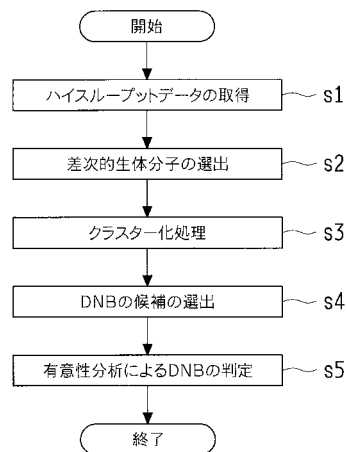 開始
ハイスループットデータの取得 s1
差次的生体分子の選出 s2
クラスター化処理 s3
DNBの候補の選出 s4
有意性分析によるDNBの判定 s5
終了